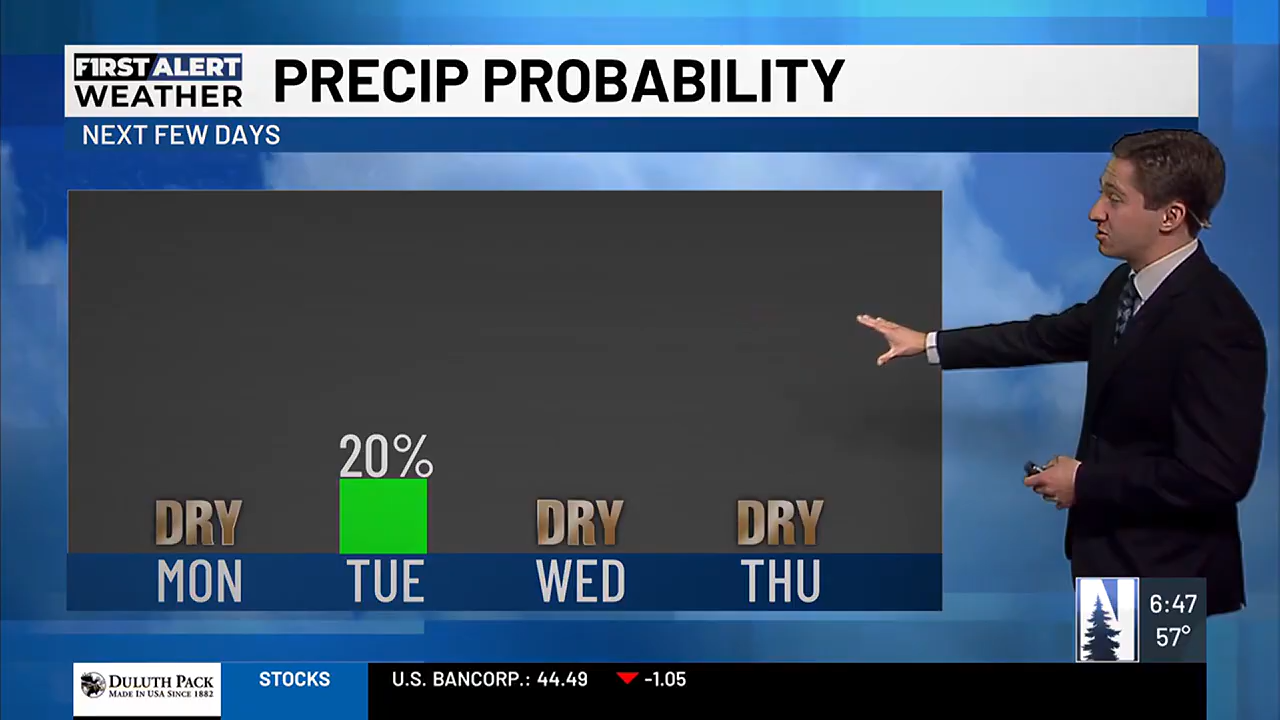 F1RST ALERT
WEATHER
PRECIP PROBABILITY
NEXT FEW DAYS
20%
DRY
DRY
DRY
MON
TUE
WED
THU
N
6:47
57°
DULUTH PACK
MADE IN USA SINCE 1882
STOCKS
U.S. BANCORP.: 44.49
-1.05